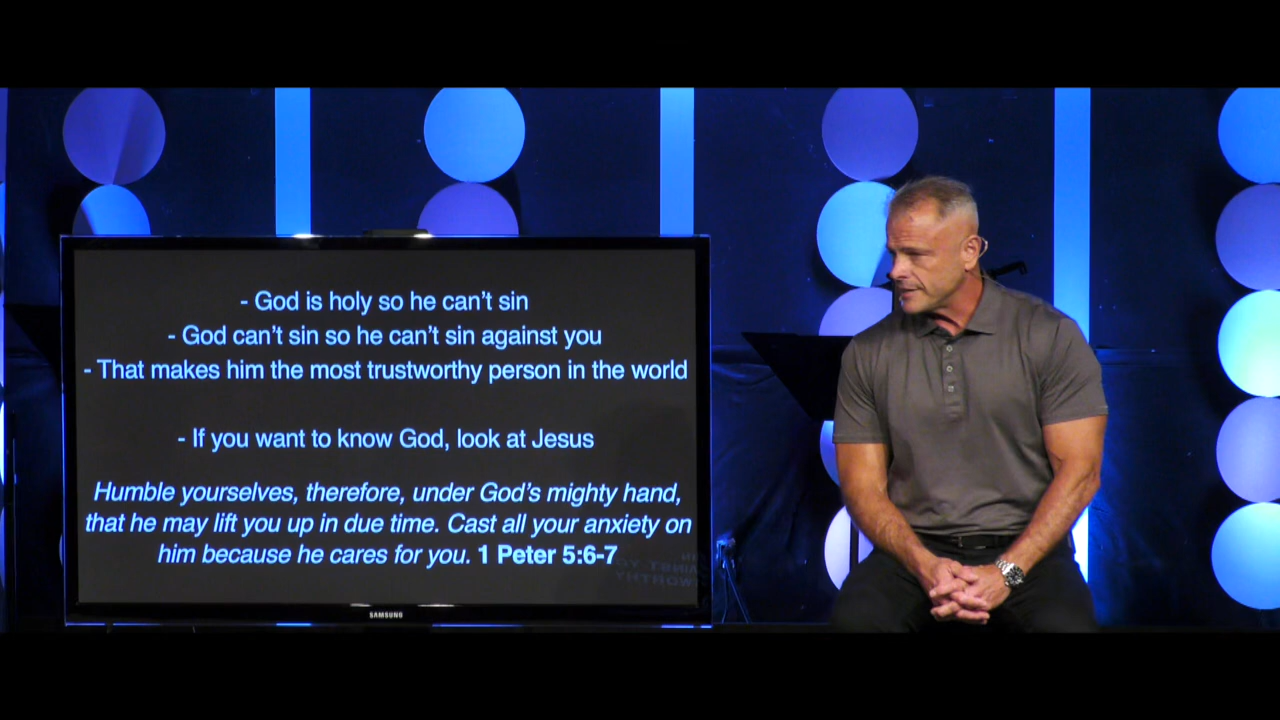 - God is holy so he can't sin
- God can't sin so he can't sin against you
- That makes him the most trustworthy person in the world
- If you want to know God, look at Jesus
Humble yourselves, therefore, under God's mighty hand,
that he may lift you up in due time. Cast all your anxiety on
him because he cares for you. 1 Peter 5:6-7
SAMSUNG